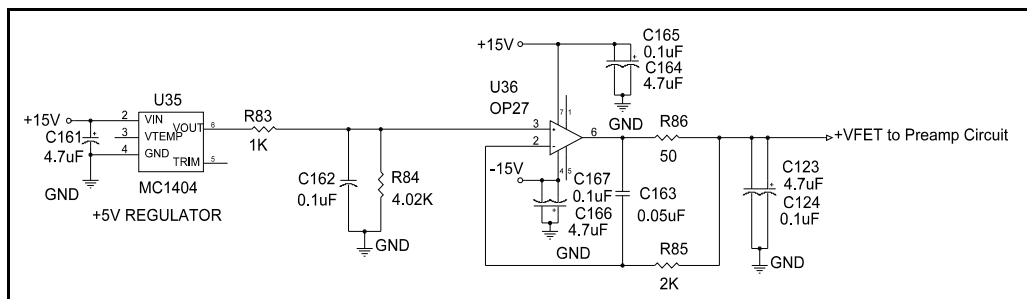 +15V
C161
4.7uF
GND
U35
2
3
4
VIN
VTEMP
GND
VOUT
TRIM
6
5
MC1404
+5V REGULATOR
R83
1K
C162
0.1uF
R84
4.02K
GND
+15V
U36
OP27
7
1
3
2
+
-
6
4
5
-15V
C165
0.1uF
C164
4.7uF
GND
C167
0.1uF
C166
4.7uF
GND
C163
0.05uF
R86
50
R85
2K
+VFET to Preamp Circuit
C123
4.7uF
C124
0.1uF
GND